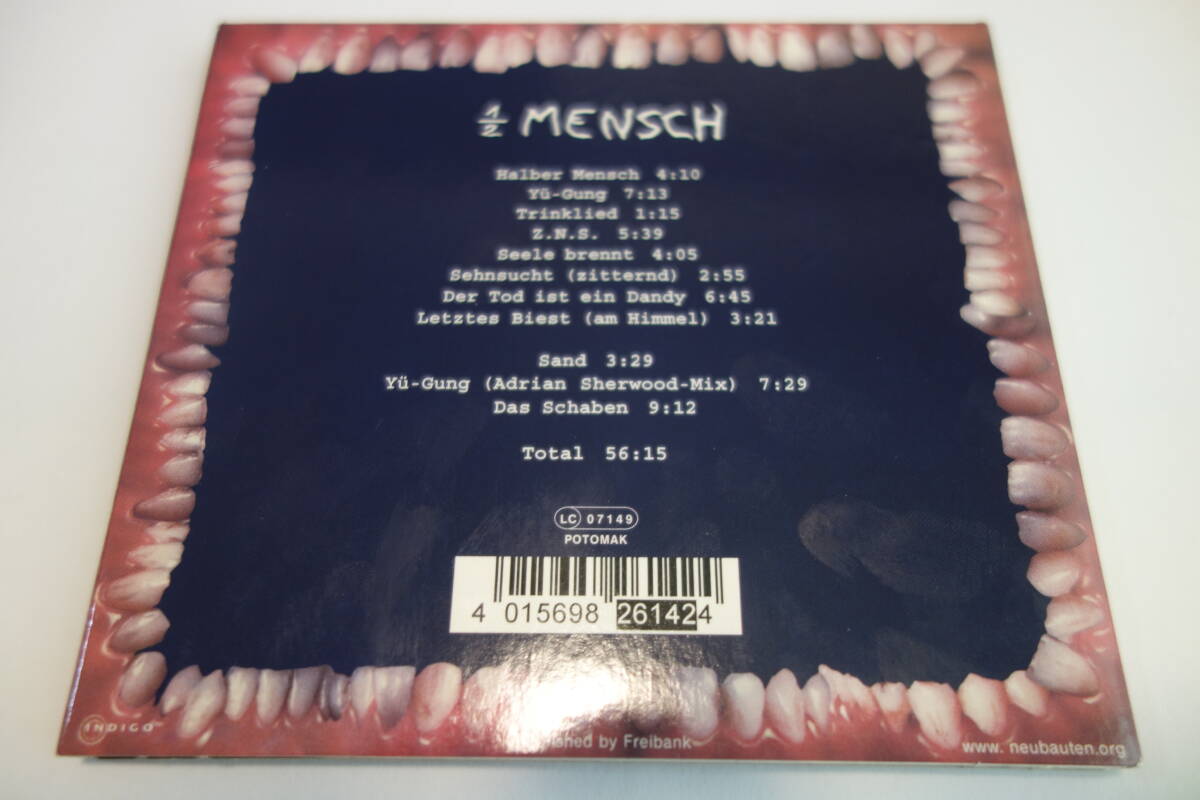 1/2 MENSCH
Halber Mensch 4:10
Yü-Gung 7:13
Trinklied 1:15
Z.N.S. 5:39
Seele brennt 4:05
Sehnsucht (zitternd) 2:55
Der Tod ist ein Dandy 6:45
Letztes Biest (am Himmel) 3:21
Sand 3:29
Yü-Gung (Adrian Sherwood-Mix) 7:29
Das Schaben 9:12
Total 56:15
LC 07149
POTOMAK
4 015698 261424
INDIGO
by Freibank
www. neubauten.org